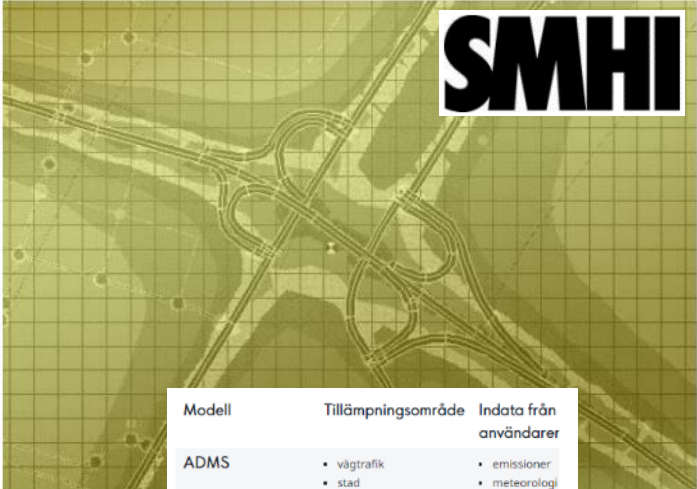 SMHI
Modell Tillämpningsområde Indata från
användarer
ADMS • vägtrafik • emissioner
• stad • meteorologi